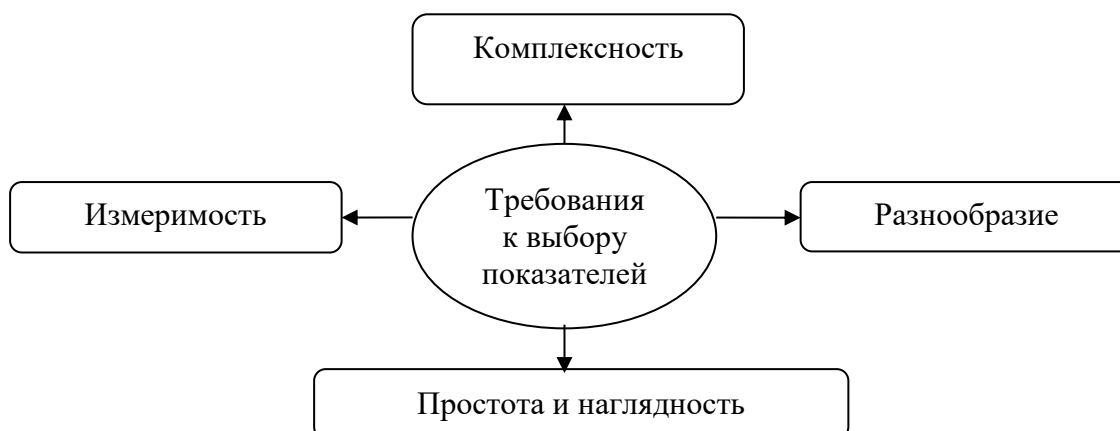 Комплексность
Измеримость
Требования
к выбору
показателей
Разнообразие
Простота и наглядность